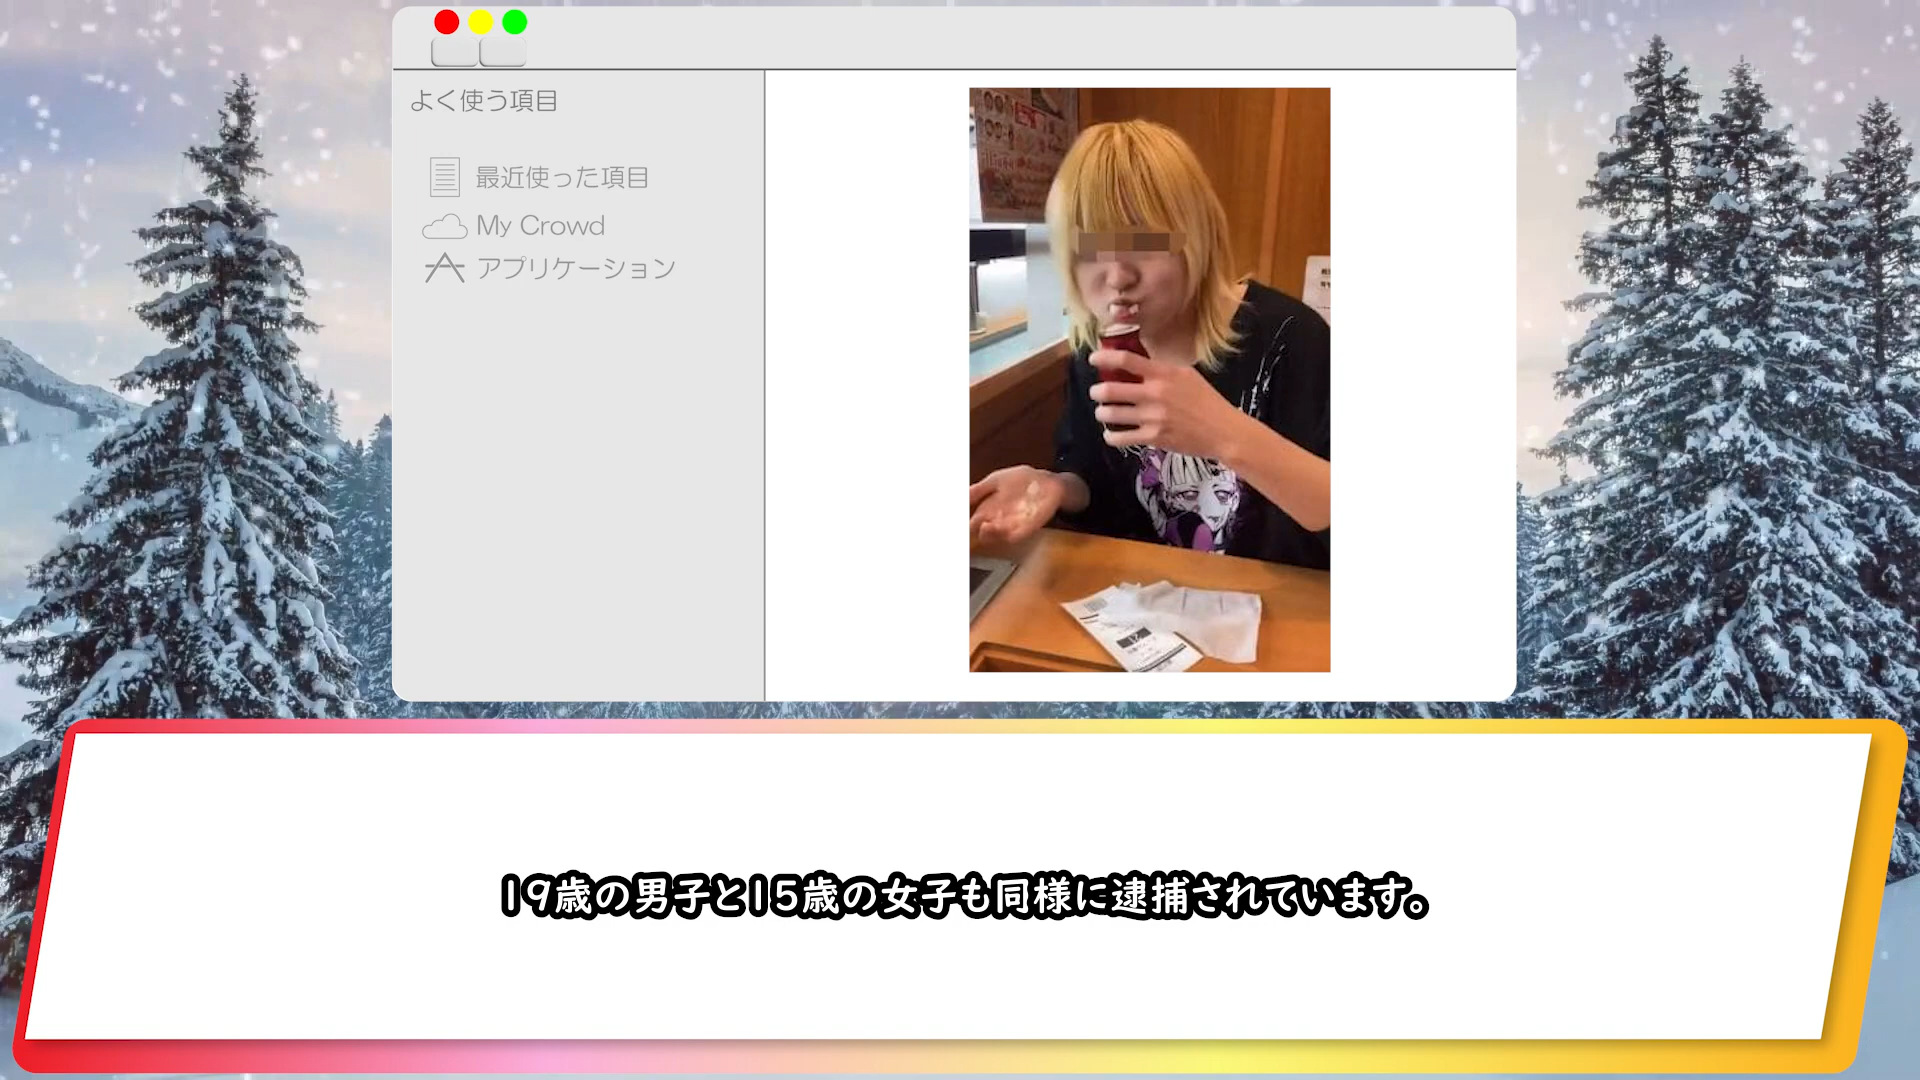 よく使う項目
最近使った項目
My Crowd
アプリケーション
19歳の男子と15歳の女子も同様に逮捕されています。